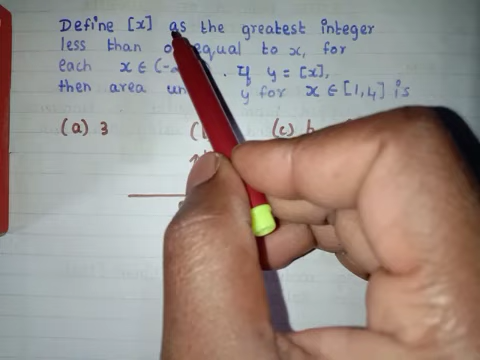 Define [x] as the greatest integer
less than or equal to x, for
each x ∈ (-∞ . If y = [x],
then area un y for x ∈ [1,4] is
(a) 3 (b (c)